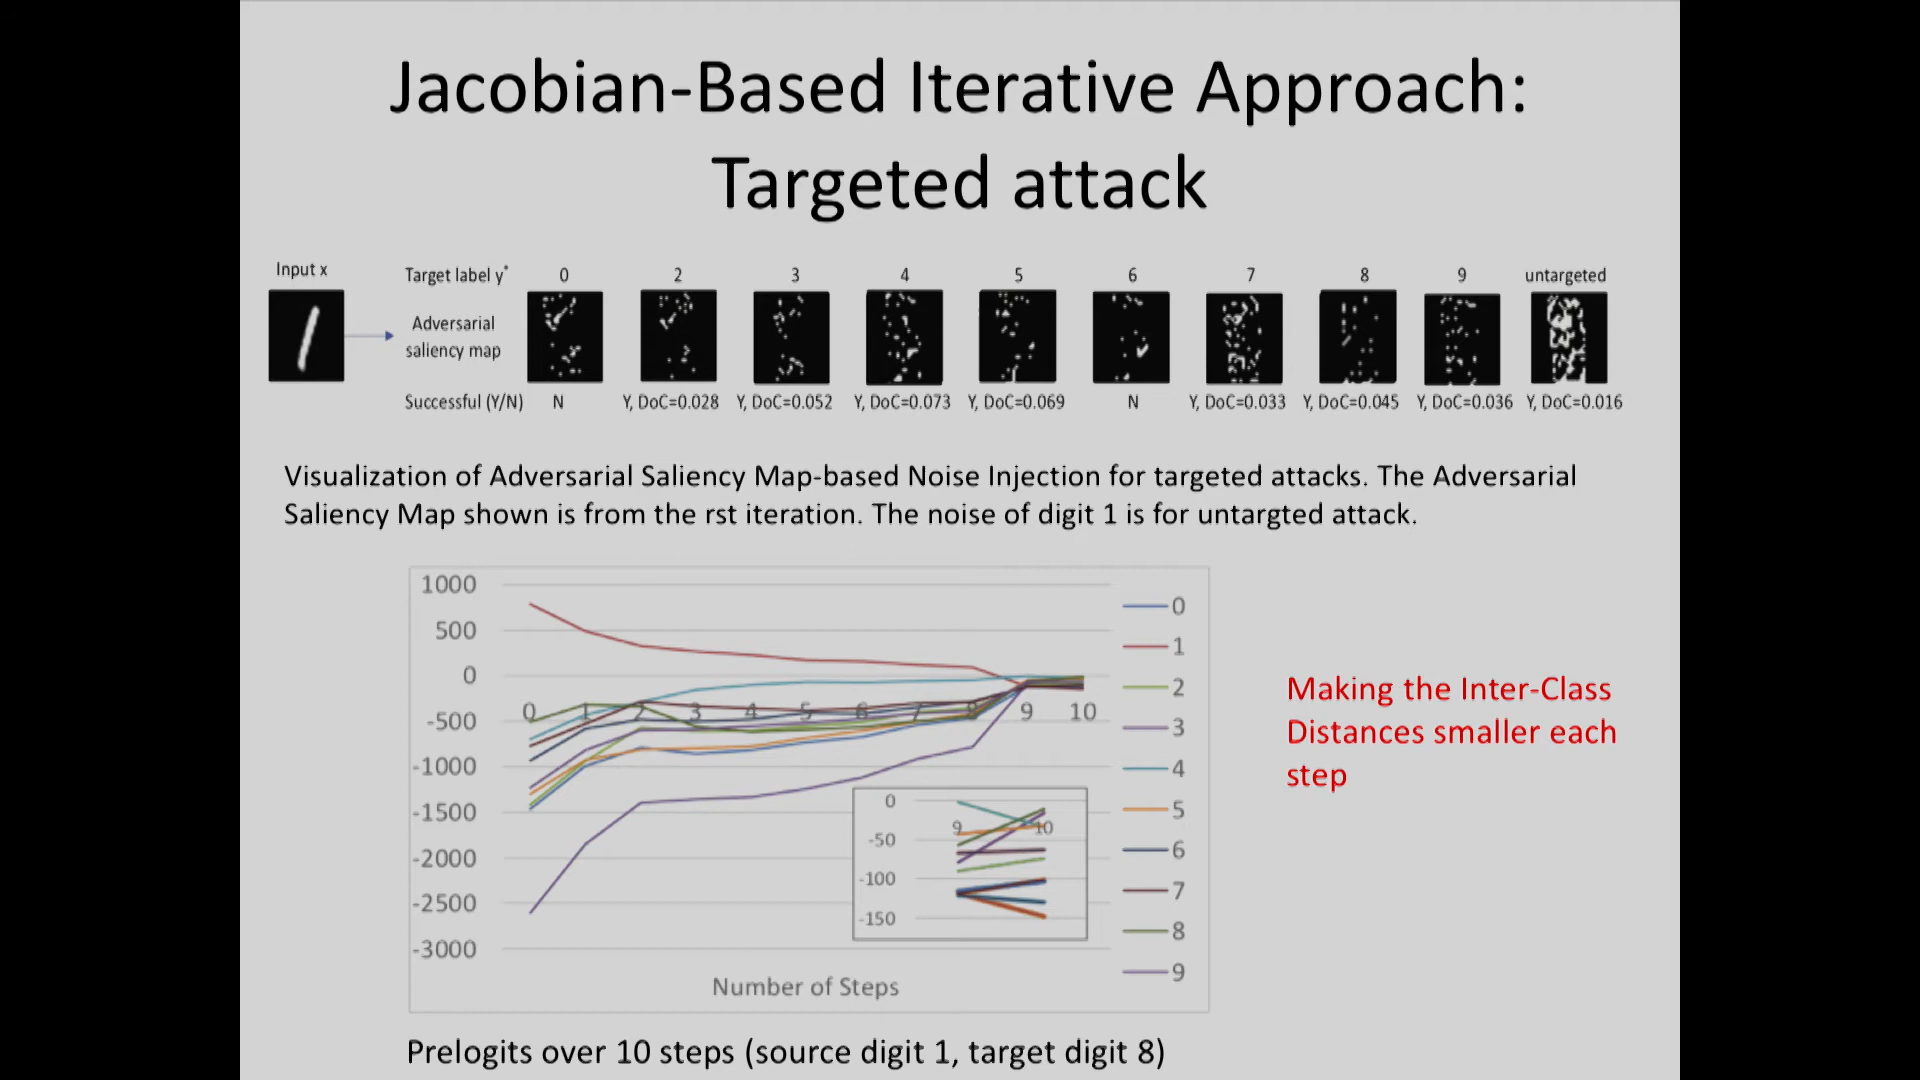 Jacobian-Based Iterative Approach:
Targeted attack
Input x
Target label y* 0 2 3 4 5 6 7 8 9 untargeted
Adversarial
saliency map
Successful (Y/N) N Y, DoC=0.028 Y, DoC=0.052 Y, DoC=0.073 Y, DoC=0.069 N Y, DoC=0.033 Y, DoC=0.045 Y, DoC=0.036 Y, DoC=0.016
Visualization of Adversarial Saliency Map-based Noise Injection for targeted attacks. The Adversarial
Saliency Map shown is from the rst iteration. The noise of digit 1 is for untargted attack.
1000
500
0
-500
-1000
-1500
-2000
-2500
-3000
0 1 2 3 4 5 6 7 8 9 10
0
-50
-100
-150
9 10
Number of Steps
0
1
2
3
4
5
6
7
8
9
Making the Inter-Class
Distances smaller each
step
Prelogits over 10 steps (source digit 1, target digit 8)